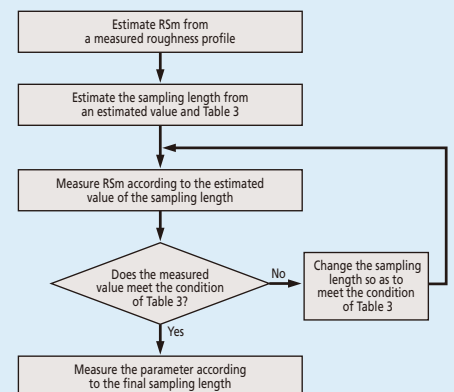 Estimate RSm from
a measured roughness profile
Estimate the sampling length from
an estimated value and Table 3
Measure RSm according to the estimated
value of the sampling length
Does the measured
value meet the condition
of Table 3?
No
Change the sampling
length so as to
meet the condition
of Table 3
Yes
Measure the parameter according
to the final sampling length